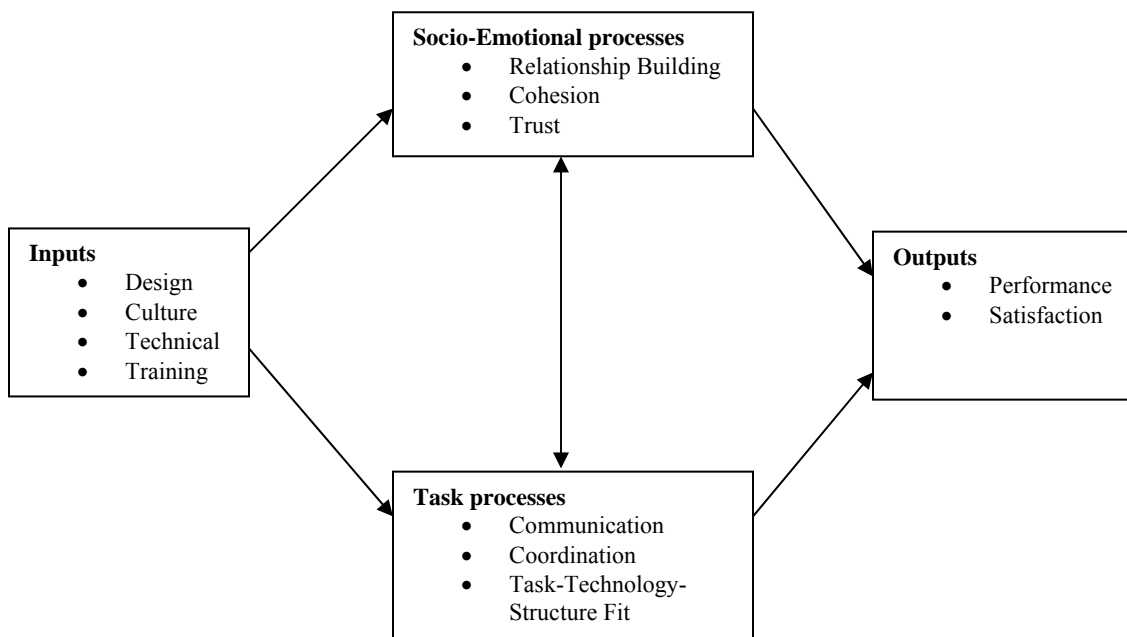 Socio-Emotional processes
• Relationship Building
• Cohesion
• Trust
Inputs
• Design
• Culture
• Technical
• Training
Outputs
• Performance
• Satisfaction
Task processes
• Communication
• Coordination
• Task-Technology-
Structure Fit